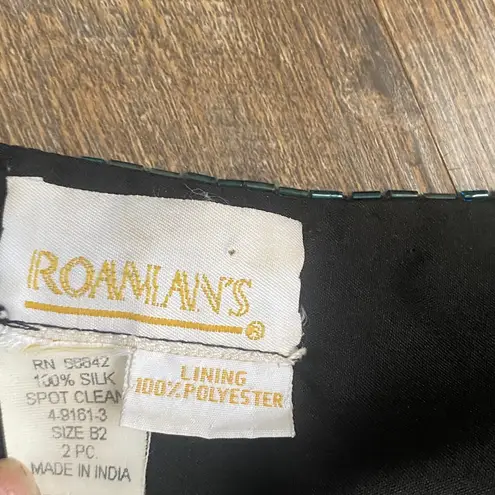 ROAMAN'S
®
RN 98842
100% SILK
SPOT CLEAN
4-9161-3
SIZE B2
2 PC.
MADE IN INDIA
LINING
100% POLYESTER